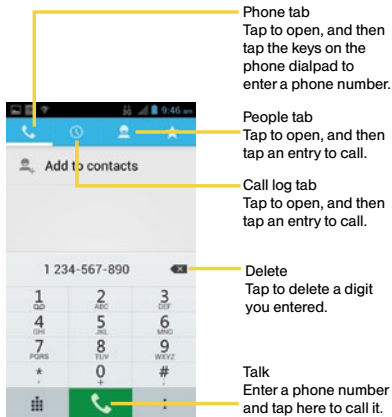 Phone tab
Tap to open, and then
tap the keys on the
phone dialpad to
enter a phone number.
People tab
Tap to open, and then
tap an entry to call.
Call log tab
Tap to open, and then
tap an entry to call.
Delete
Tap to delete a digit
you entered.
Talk
Enter a phone number
and tap here to call it.
3G 9:46 am
Add to contacts
1 234-567-890
1 2 3
ABC DEF
4 5 6
GHI JKL MNO
7 8 9
PQRS TUV WXYZ
* 0 #
+